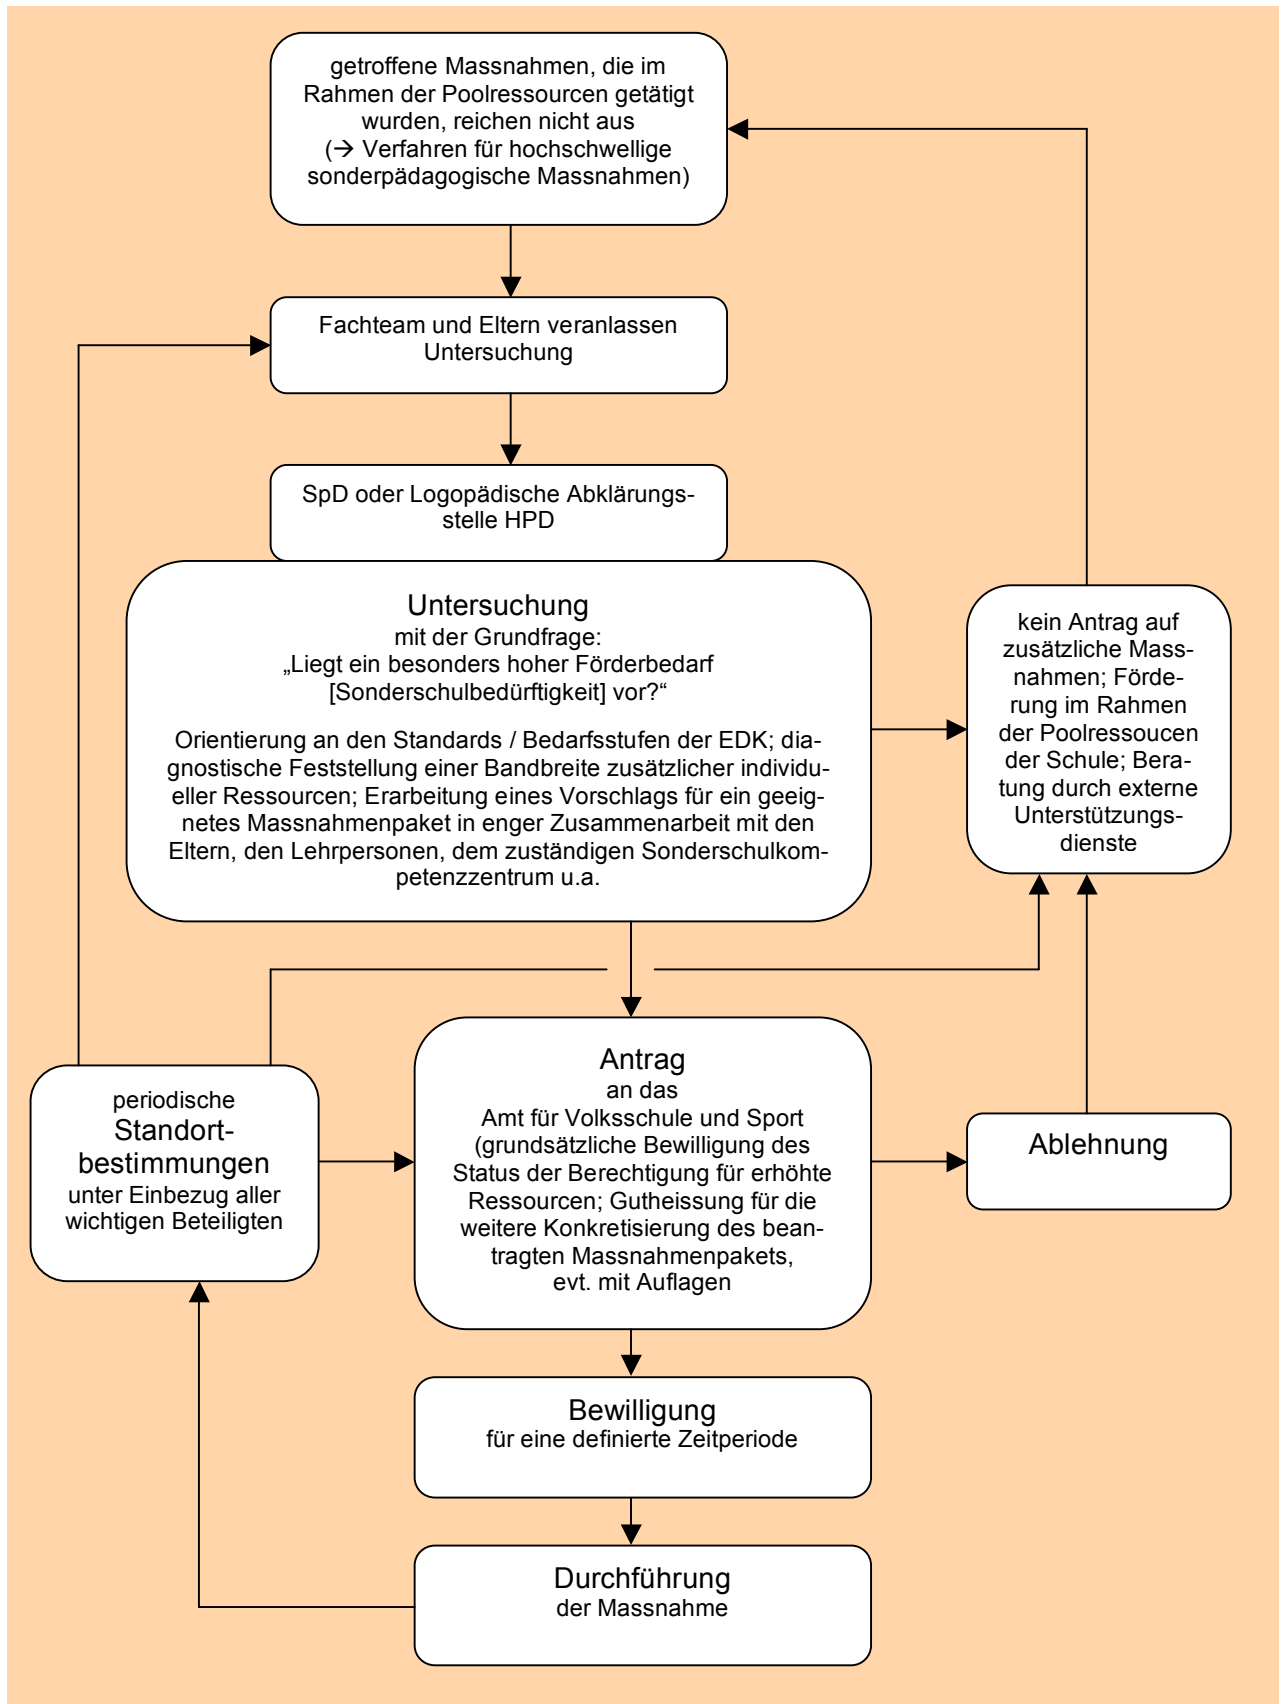 getroffene Massnahmen, die im
Rahmen der Poolressourcen getätigt
wurden, reichen nicht aus
(→ Verfahren für hochschwellige
sonderpädagogische Massnahmen)
Fachteam und Eltern veranlassen
Untersuchung
SpD oder Logopädische Abklärungs-
stelle HPD
Untersuchung
mit der Grundfrage:
„Liegt ein besonders hoher Förderbedarf
[Sonderschulbedürftigkeit] vor?“
Orientierung an den Standards / Bedarfsstufen der EDK; dia-
gnostische Feststellung einer Bandbreite zusätzlicher individu-
eller Ressourcen; Erarbeitung eines Vorschlags für ein geeig-
netes Massnahmenpaket in enger Zusammenarbeit mit den
Eltern, den Lehrpersonen, dem zuständigen Sonderschulkom-
petenzzentrum u.a.
kein Antrag auf
zusätzliche Mass-
nahmen; Förde-
rung im Rahmen
der Poolressoucen
der Schule; Bera-
tung durch externe
Unterstützungs-
dienste
periodische
Standort-
bestimmungen
unter Einbezug aller
wichtigen Beteiligten
Antrag
an das
Amt für Volksschule und Sport
(grundsätzliche Bewilligung des
Status der Berechtigung für erhöhte
Ressourcen; Gutheissung für die
weitere Konkretisierung des bean-
tragten Massnahmenpakets,
evt. mit Auflagen
Ablehnung
Bewilligung
für eine definierte Zeitperiode
Durchführung
der Massnahme